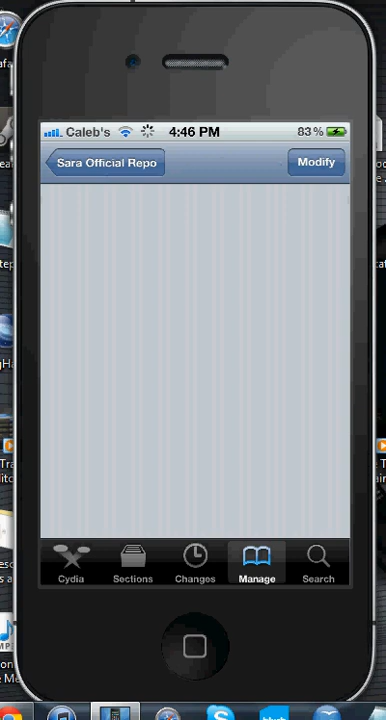 Caleb's 4:46 PM 83%
Sara Official Repo Modify
Cydia Sections Changes Manage Search